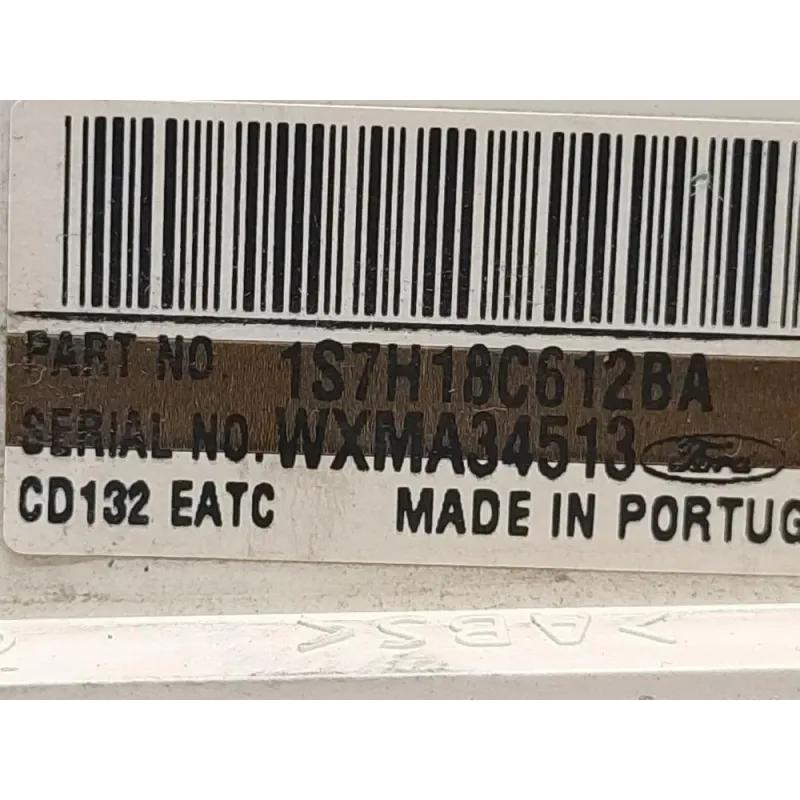 PART NO. 1S7H18C612BA
SERIAL NO. WXMA34513 Ford
CD132 EATC MADE IN PORTUG
>ABS<